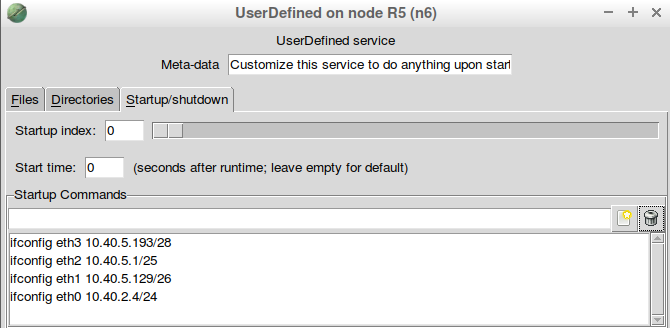 UserDefined on node R5 (n6)
UserDefined service
Meta-data Customize this service to do anything upon start
Files Directories Startup/shutdown
Startup index: 0
Start time: 0 (seconds after runtime; leave empty for default)
Startup Commands
ifconfig eth3 10.40.5.193/28
ifconfig eth2 10.40.5.1/25
ifconfig eth1 10.40.5.129/26
ifconfig eth0 10.40.2.4/24